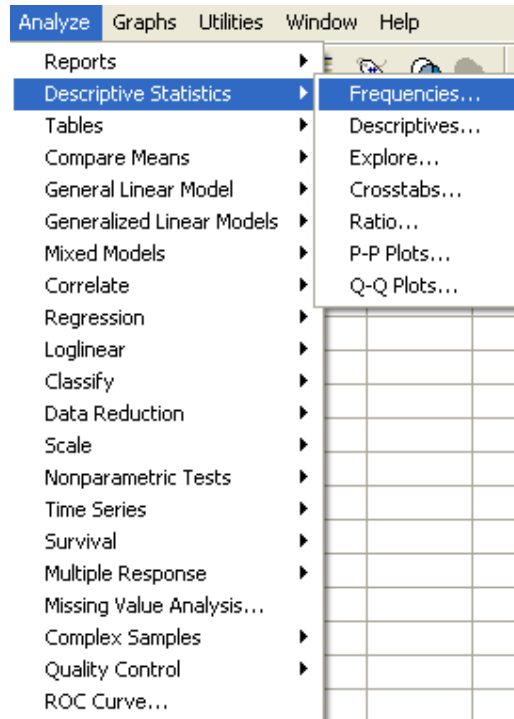 Analyze Graphs Utilities Window Help
Reports
Descriptive Statistics
Tables
Compare Means
General Linear Model
Generalized Linear Models
Mixed Models
Correlate
Regression
Loglinear
Classify
Data Reduction
Scale
Nonparametric Tests
Time Series
Survival
Multiple Response
Missing Value Analysis...
Complex Samples
Quality Control
ROC Curve...
Frequencies...
Descriptives...
Explore...
Crosstabs...
Ratio...
P-P Plots...
Q-Q Plots...